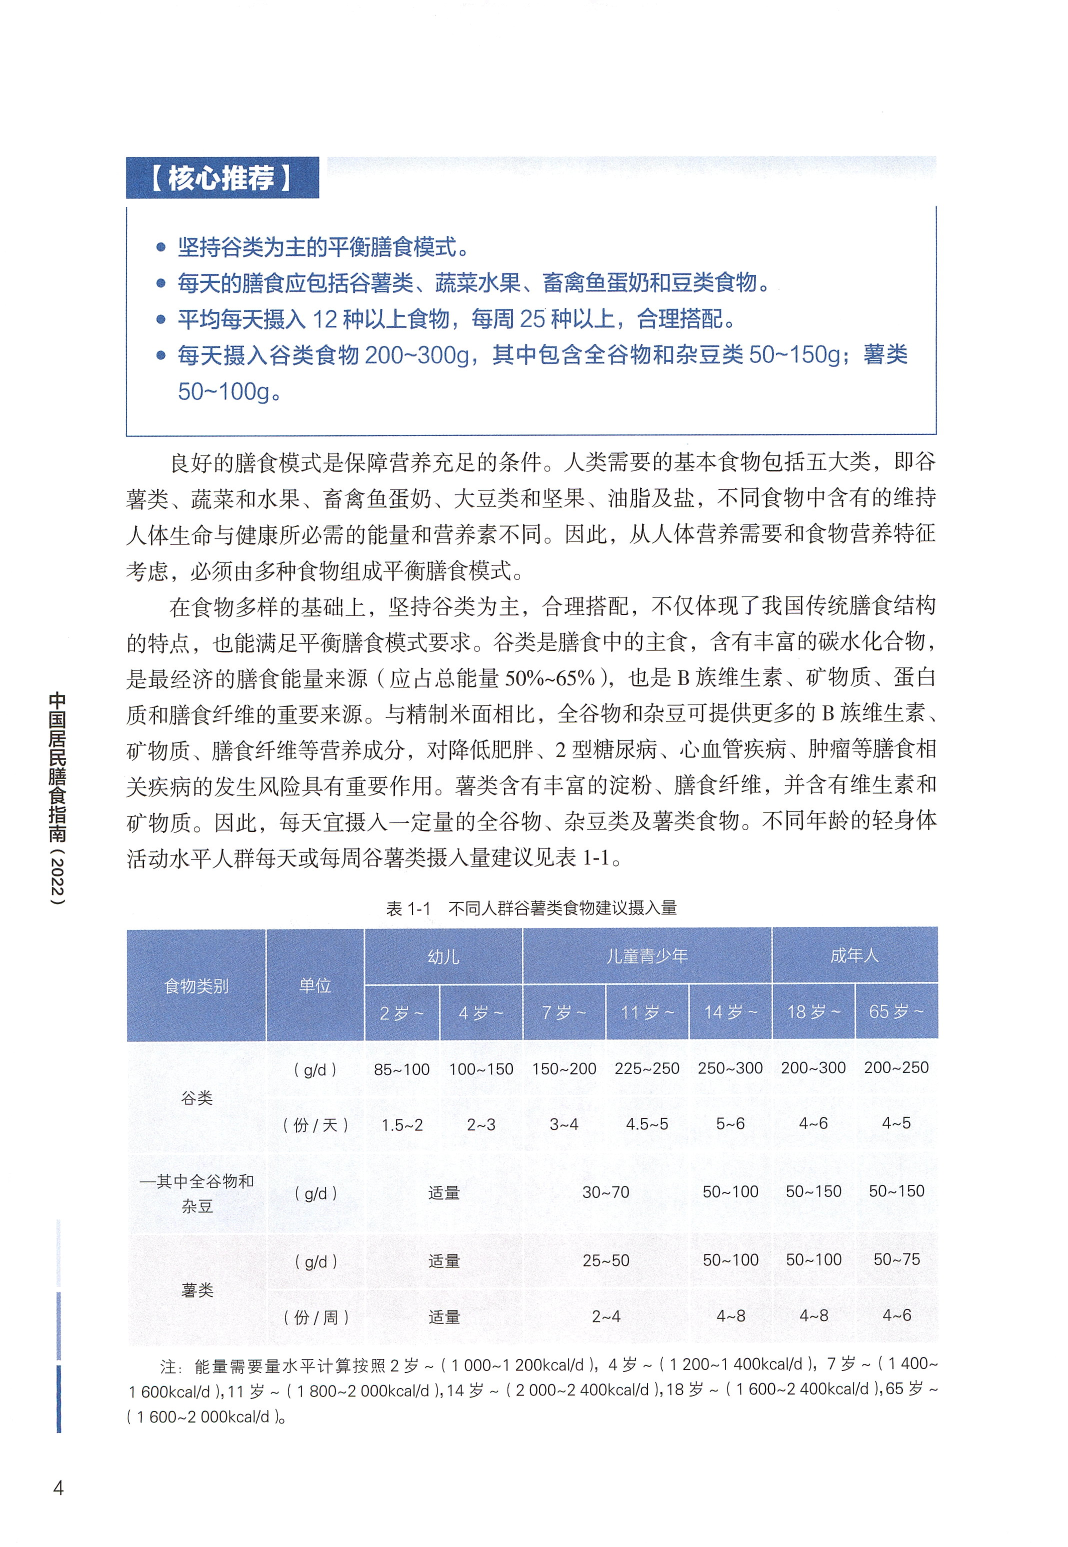 【核心推荐】
● 坚持谷类为主的平衡膳食模式。
● 每天的膳食应包括谷薯类、蔬菜水果、畜禽鱼蛋奶和豆类食物。
● 平均每天摄入 12 种以上食物，每周 25 种以上，合理搭配。
● 每天摄入谷类食物 200~300g，其中包含全谷物和杂豆类 50~150g；薯类
50~100g。
良好的膳食模式是保障营养充足的条件。人类需要的基本食物包括五大类，即谷
薯类、蔬菜和水果、畜禽鱼蛋奶、大豆类和坚果、油脂及盐，不同食物中含有的维持
人体生命与健康所必需的能量和营养素不同。因此，从人体营养需要和食物营养特征
考虑，必须由多种食物组成平衡膳食模式。
在食物多样的基础上，坚持谷类为主，合理搭配，不仅体现了我国传统膳食结构
的特点，也能满足平衡膳食模式要求。谷类是膳食中的主食，含有丰富的碳水化合物，
是最经济的膳食能量来源（应占总能量 50%~65%），也是 B 族维生素、矿物质、蛋白
质和膳食纤维的重要来源。与精制米面相比，全谷物和杂豆可提供更多的 B 族维生素、
矿物质、膳食纤维等营养成分，对降低肥胖、2 型糖尿病、心血管疾病、肿瘤等膳食相
关疾病的发生风险具有重要作用。薯类含有丰富的淀粉、膳食纤维，并含有维生素和
矿物质。因此，每天宜摄入一定量的全谷物、杂豆类及薯类食物。不同年龄的轻身体
活动水平人群每天或每周谷薯类摄入量建议见表 1-1。
表 1-1 不同人群谷薯类食物建议摄入量
食物类别 单位 幼儿 儿童青少年 成年人
2 岁 ~ 4 岁 ~ 7 岁 ~ 11 岁 ~ 14 岁 ~ 18 岁 ~ 65 岁 ~
谷类 （g/d） 85~100 100~150 150~200 225~250 250~300 200~300 200~250
（份 / 天） 1.5~2 2~3 3~4 4.5~5 5~6 4~6 4~5
—其中全谷物和
杂豆 （g/d） 适量 30~70 50~100 50~150 50~150
薯类 （g/d） 适量 25~50 50~100 50~100 50~75
（份 / 周） 适量 2~4 4~8 4~8 4~6
注：能量需要量水平计算按照 2 岁 ~（1 000~1 200kcal/d），4 岁 ~（1 200~1 400kcal/d），7 岁 ~（1 400~
1 600kcal/d），11 岁 ~（1 800~2 000kcal/d），14 岁 ~（2 000~2 400kcal/d），18 岁 ~（1 600~2 400kcal/d），65 岁 ~
（1 600~2 000kcal/d）。
中国居民膳食指南（2022）
4